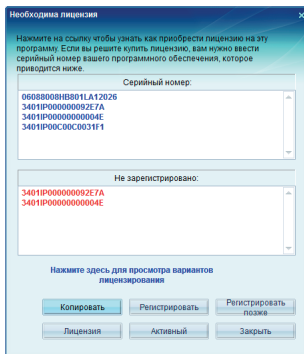 Необходима лицензия
Нажмите на ссылку чтобы узнать как приобрести лицензию на эту
программу. Если вы решите купить лицензию, вам нужно ввести
серийный номер вашего программного обеспечения, которое
приводится ниже.
Серийный номер:
06088008HB801LA12026
3401IP000000092E7A
3401IP00000000004E
3401IP00C00C0031F1
Не зарегистрировано:
3401IP000000092E7A
3401IP00000000004E
Нажмите здесь для просмотра вариантов
лицензирования
Копировать
Регистрировать
Регистрировать
позже
Лицензия
Активный
Закрыть